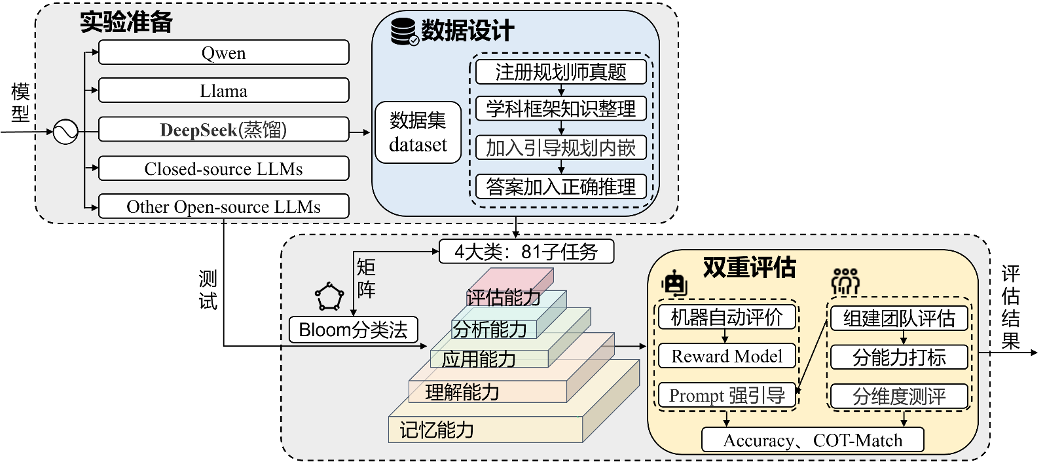 实验准备
模型
Qwen
Llama
DeepSeek(蒸馏)
Closed-source LLMs
Other Open-source LLMs
数据设计
数据集
dataset
注册规划师真题
学科框架知识整理
加入引导规划内嵌
答案加入正确推理
测试
4大类：81子任务
矩阵
Bloom分类法
评估能力
分析能力
应用能力
理解能力
记忆能力
双重评估
机器自动评价
Reward Model
Prompt 强引导
组建团队评估
分能力打标
分维度测评
Accuracy、COT-Match
评估结果